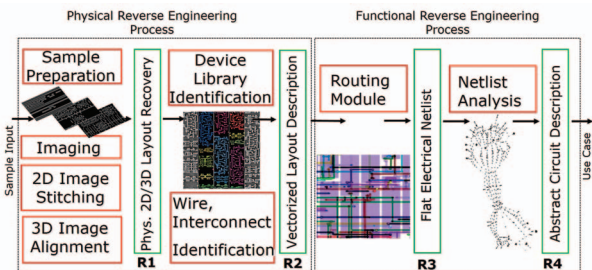 Physical Reverse Engineering
Process
Functional Reverse Engineering
Process
Sample Input
Sample
Preparation
Imaging
2D Image
Stitching
3D Image
Alignment
Phys. 2D/3D Layout Recovery
R1
Device
Library
Identification
Wire,
Interconnect
Identification
Vectorized Layout Description
R2
Routing
Module
Flat Electrical Netlist
R3
Netlist
Analysis
Abstract Circuit Description
R4
Use Case